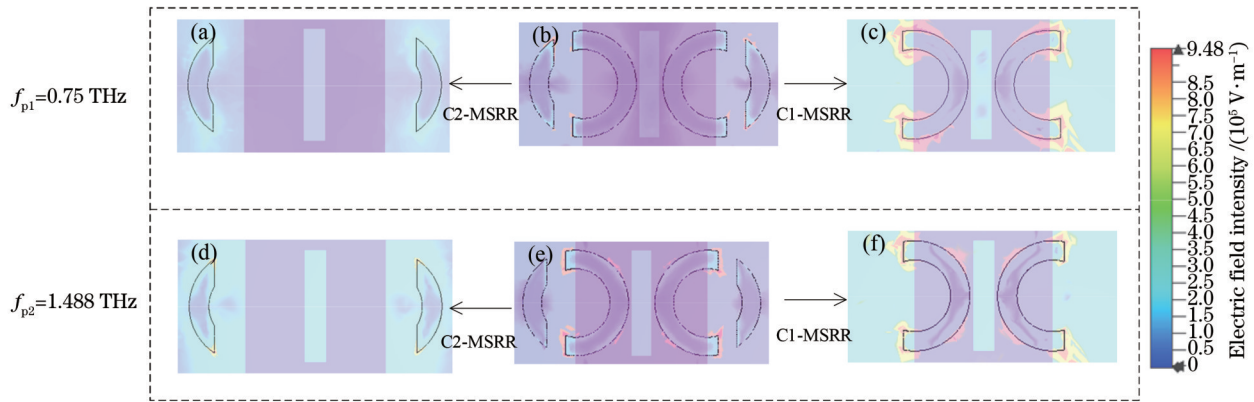 (a)
(b)
(c)
f_p1=0.75 THz
C2-MSRR
C1-MSRR
(d)
(e)
(f)
f_p2=1.488 THz
C2-MSRR
C1-MSRR
9.48
8.5
8.0
7.5
7.0
6.5
6.0
5.5
5.0
4.5
4.0
3.5
3.0
2.5
2.0
1.5
1.0
0.5
0
Electric field intensity /(10⁵ V·m⁻¹)